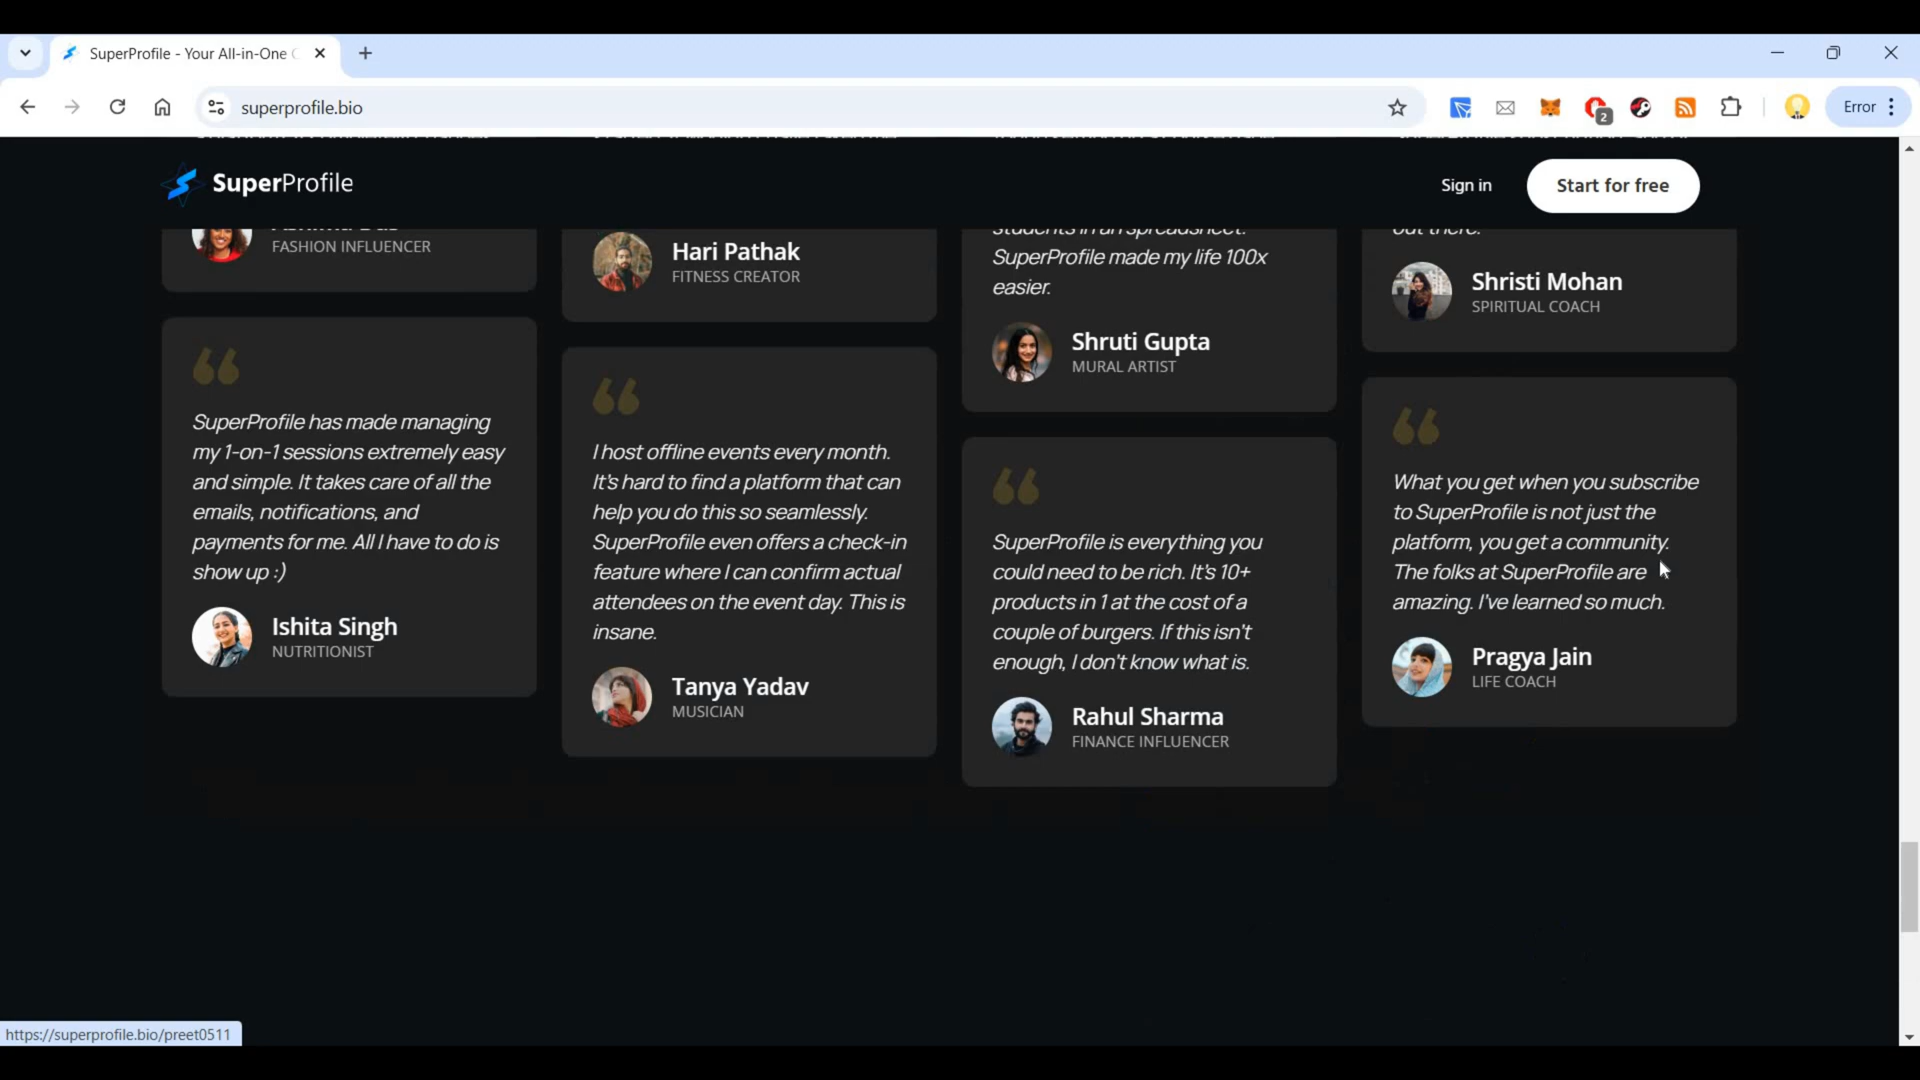 SuperProfile - Your All-in-One
superprofile.bio
2
Error
SuperProfile
Sign in
Start for free
FASHION INFLUENCER
SuperProfile has made managing
my 1-on-1 sessions extremely easy
and simple. It takes care of all the
emails, notifications, and
payments for me. All I have to do is
show up :)
Ishita Singh
NUTRITIONIST
Hari Pathak
FITNESS CREATOR
I host offline events every month.
It's hard to find a platform that can
help you do this so seamlessly.
SuperProfile even offers a check-in
feature where I can confirm actual
attendees on the event day. This is
insane.
Tanya Yadav
MUSICIAN
students in an spreadsheet.
SuperProfile made my life 100x
easier.
Shruti Gupta
MURAL ARTIST
SuperProfile is everything you
could need to be rich. It's 10+
products in 1 at the cost of a
couple of burgers. If this isn't
enough, I don't know what is.
Rahul Sharma
FINANCE INFLUENCER
out there.
Shristi Mohan
SPIRITUAL COACH
What you get when you subscribe
to SuperProfile is not just the
platform, you get a community.
The folks at SuperProfile are
amazing. I've learned so much.
Pragya Jain
LIFE COACH
https://superprofile.bio/preet0511